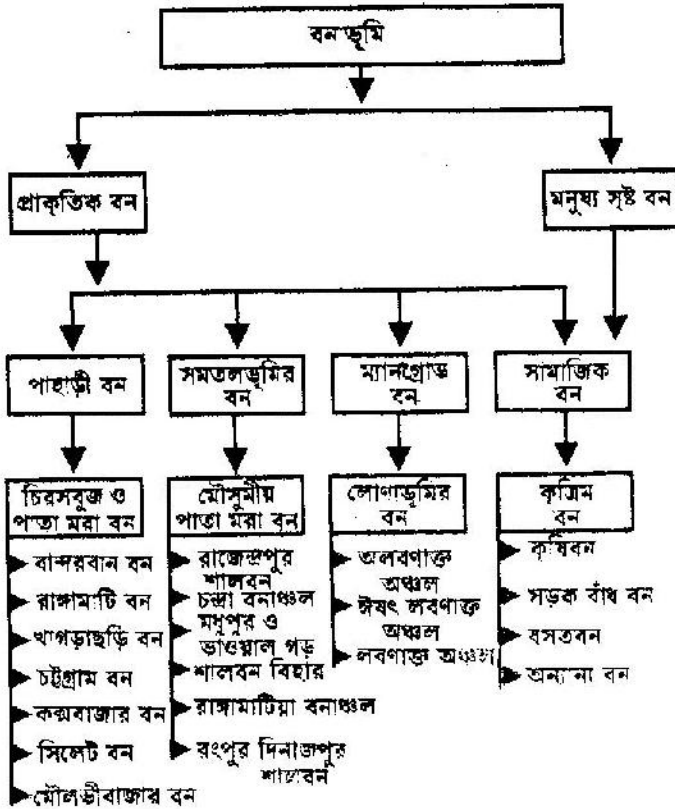 বনভূমি
প্রাকৃতিক বন
মনুষ্য সৃষ্ট বন
পাহাড়ী বন
সমতলভূমির
বন
ম্যানগ্রোভ
বন
সামাজিক
বন
চিরসবুজ ও
পাতা ঝরা বন
বান্দরবান বন
রাঙ্গামাটি বন
খাগড়াছড়ি বন
চট্টগ্রাম বন
কক্সবাজার বন
সিলেট বন
মৌলভীবাজার বন
মৌসুমীয়
পাতা ঝরা বন
রাজেন্দ্রপুর
শালবন
চন্দ্রা বনাঞ্চল
মধুপুর ও
ভাওয়াল গড়
শালবন বিহার
রাঙ্গামাটিয়া বনাঞ্চল
রংপুর দিনাজপুর
শালবন
লোণাভূমির
বন
অলবণাক্ত
অঞ্চল
ঈষৎ লবণাক্ত
অঞ্চল
লবণাক্ত অঞ্চল
কৃত্রিম
বন
কৃষিবন
সড়ক বাঁধ বন
বসতবন
অন্যান্য বন